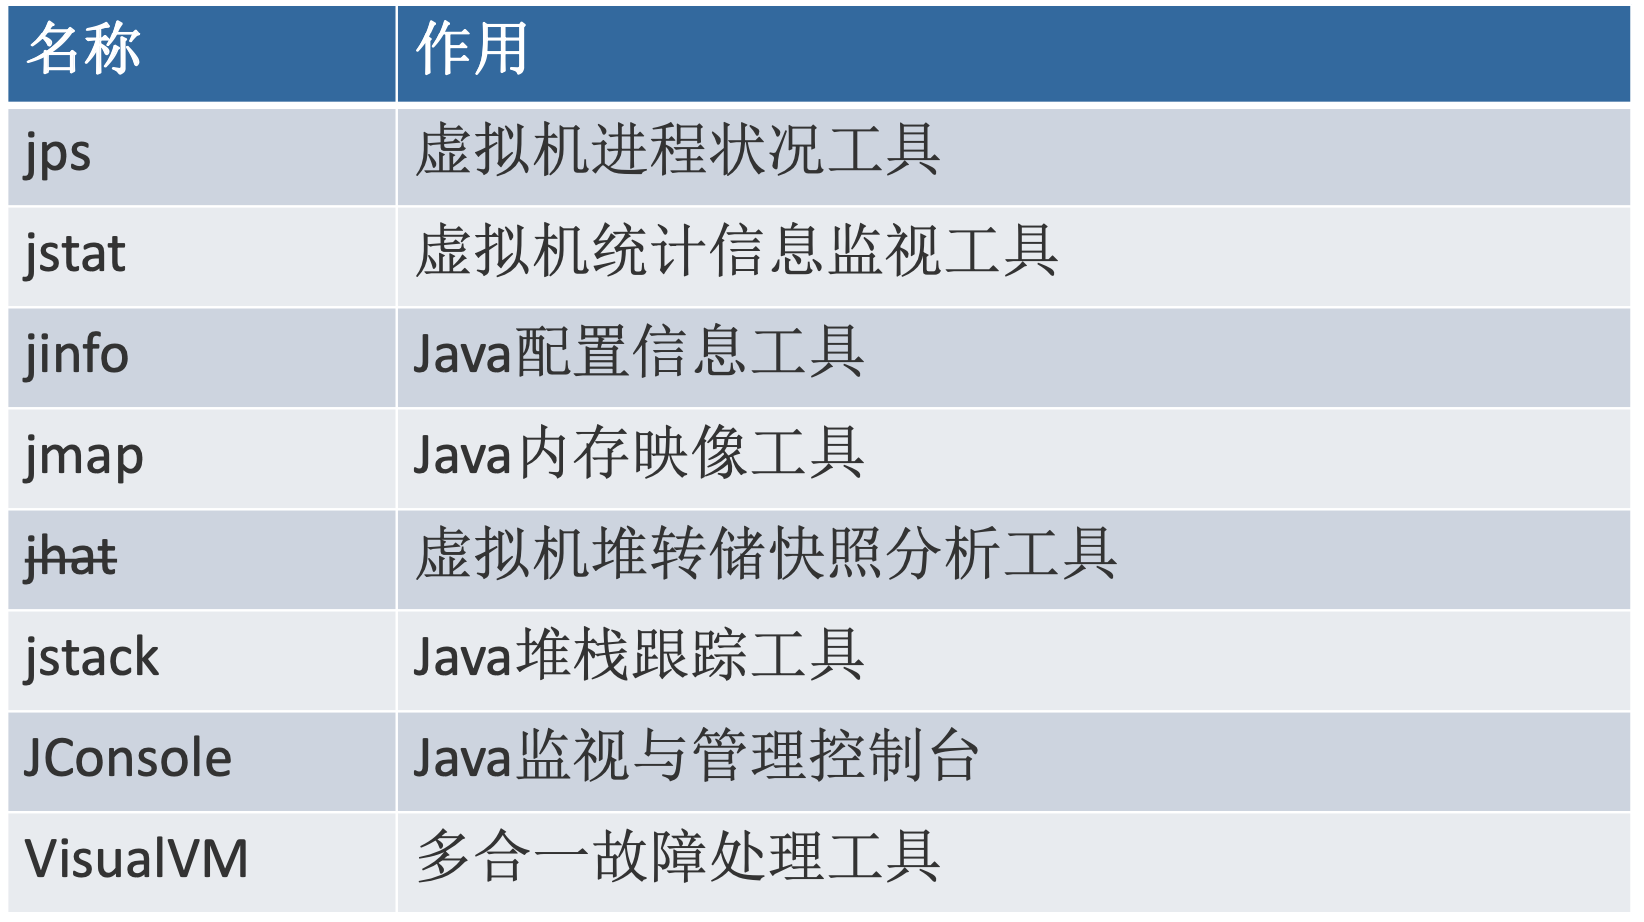 名称 作用
jps 虚拟机进程状况工具
jstat 虚拟机统计信息监视工具
jinfo Java配置信息工具
jmap Java内存映像工具
jhat 虚拟机堆转储快照分析工具
jstack Java堆栈跟踪工具
JConsole Java监视与管理控制台
VisualVM 多合一故障处理工具